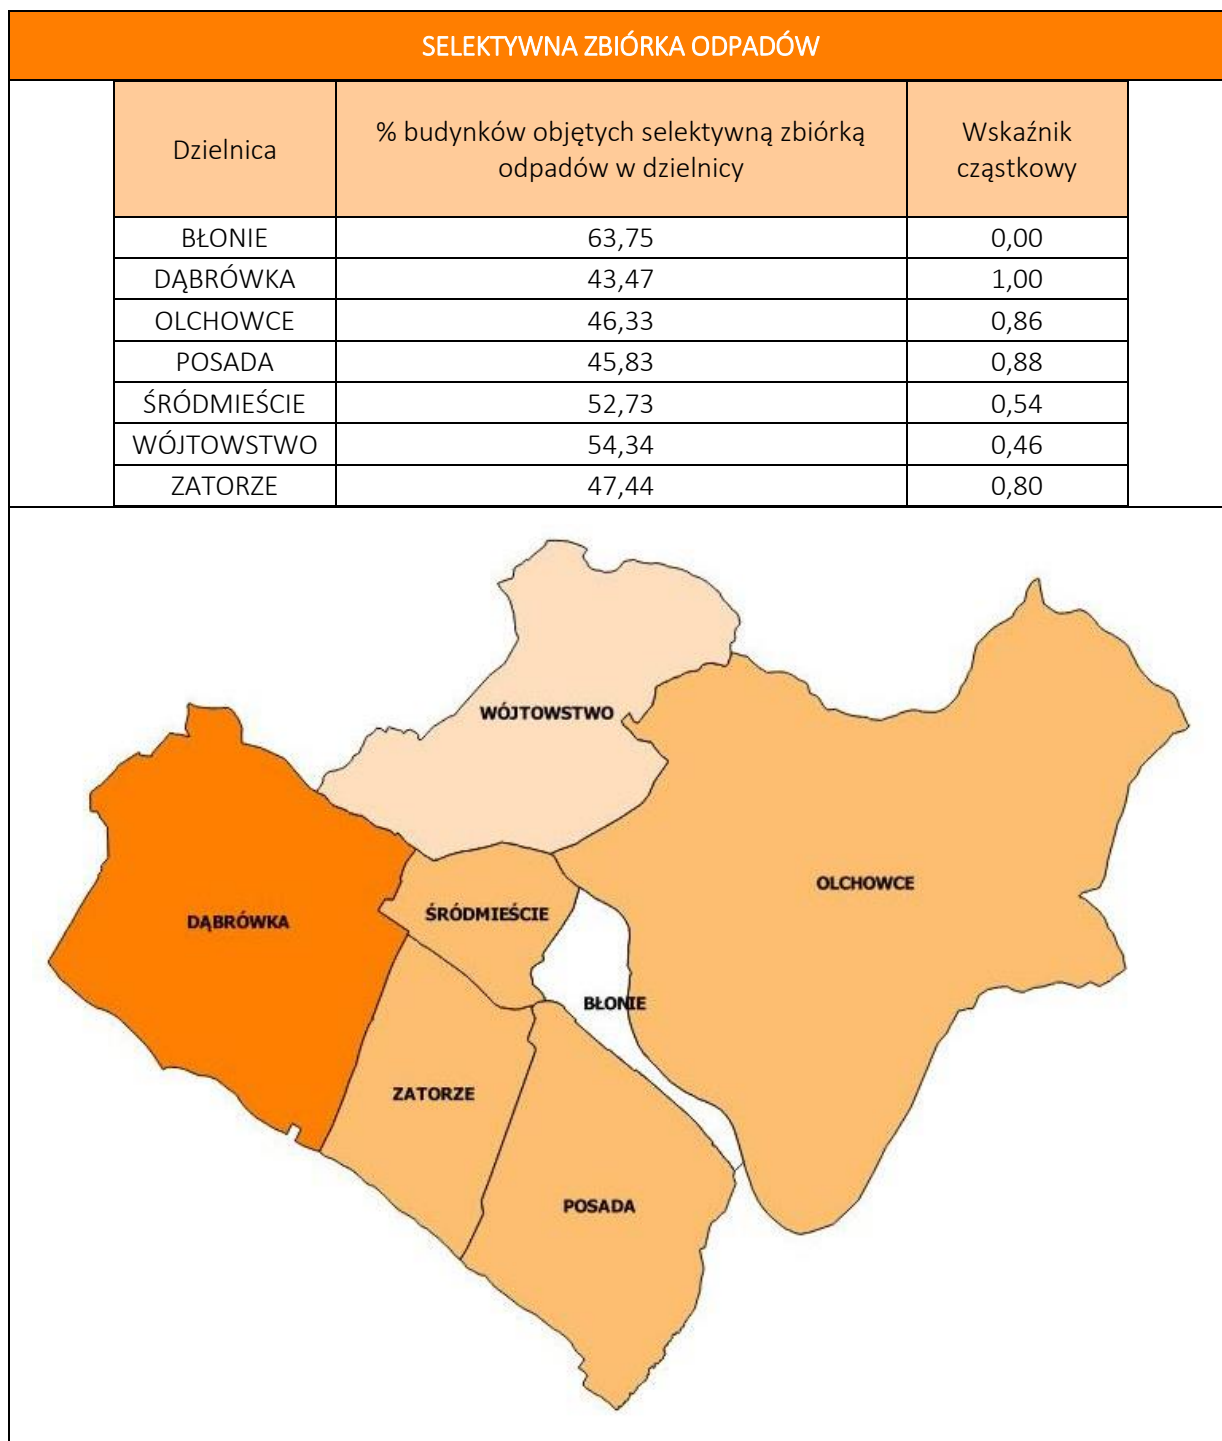 SELEKTYWNA ZBIÓRKA ODPADÓW
Dzielnica
% budynków objętych selektywną zbiórką
odpadów w dzielnicy
Wskaźnik
cząstkowy
BŁONIE 63,75 0,00
DĄBRÓWKA 43,47 1,00
OLCHOWCE 46,33 0,86
POSADA 45,83 0,88
ŚRÓDMIEŚCIE 52,73 0,54
WÓJTOWSTWO 54,34 0,46
ZATORZE 47,44 0,80
WÓJTOWSTWO
OLCHOWCE
ŚRÓDMIEŚCIE
DĄBRÓWKA
BŁONIE
ZATORZE
POSADA